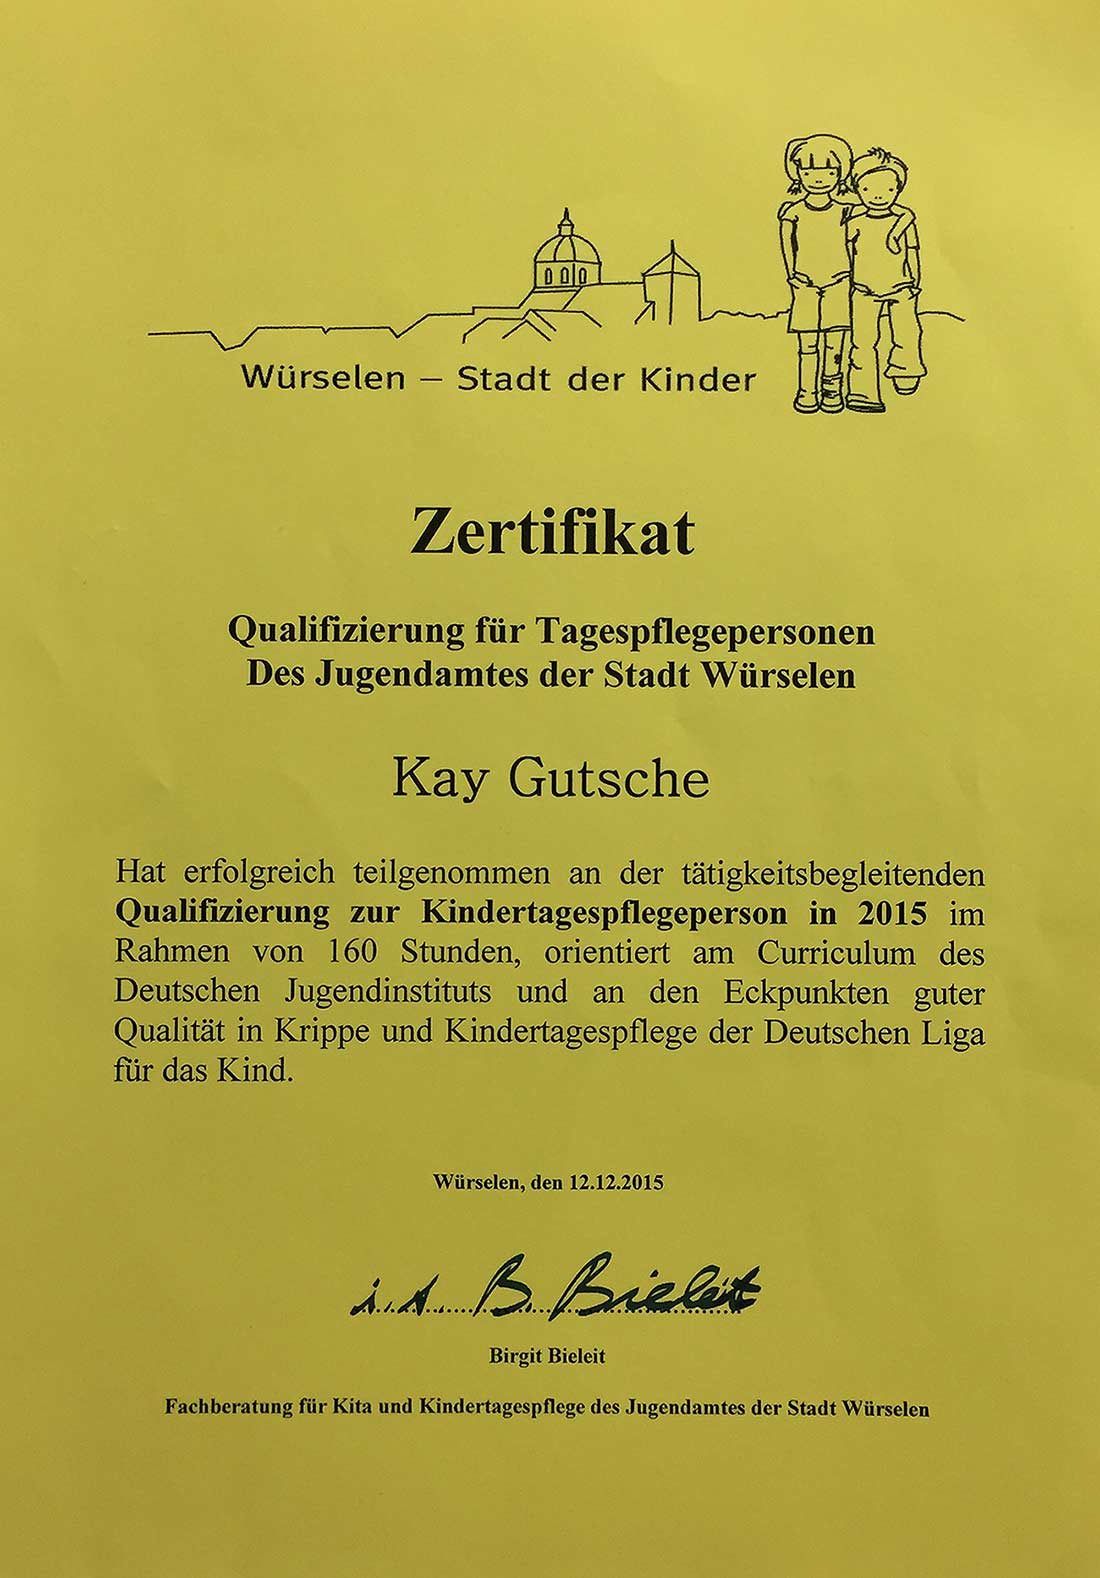 Würselen – Stadt der Kinder
Zertifikat
Qualifizierung für Tagespflegepersonen
Des Jugendamtes der Stadt Würselen
Kay Gutsche
Hat erfolgreich teilgenommen an der tätigkeitsbegleitenden
Qualifizierung zur Kindertagespflegeperson in 2015 im
Rahmen von 160 Stunden, orientiert am Curriculum des
Deutschen Jugendinstituts und an den Eckpunkten guter
Qualität in Krippe und Kindertagespflege der Deutschen Liga
für das Kind.
Würselen, den 12.12.2015
i. A. B. Bieleit
Birgit Bieleit
Fachberatung für Kita und Kindertagespflege des Jugendamtes der Stadt Würselen